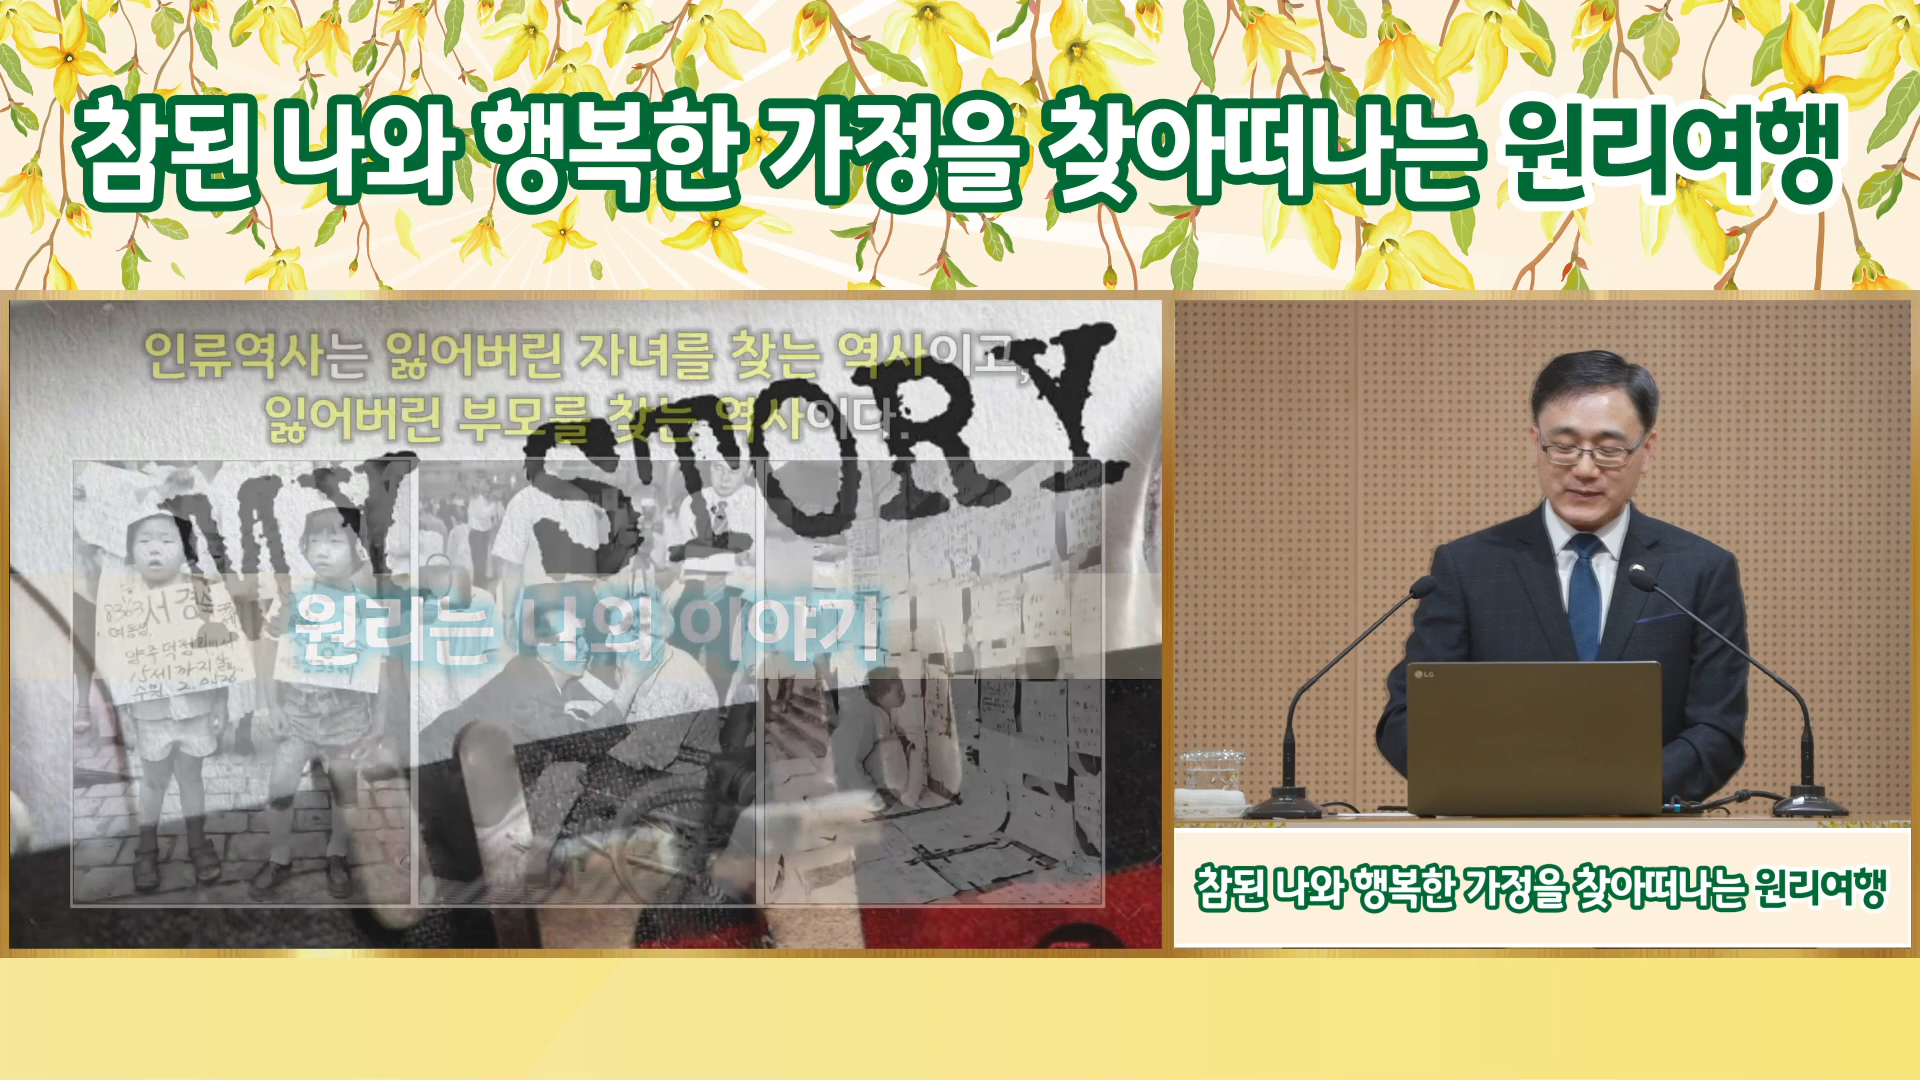 참된 나와 행복한 가정을 찾아떠나는 원리여행
인류역사는 잃어버린 자녀를 찾는 역사이고,
잃어버린 부모를 찾는 역사이다.
MY STORY
원리는 나의 이야기
LG
참된 나와 행복한 가정을 찾아떠나는 원리여행